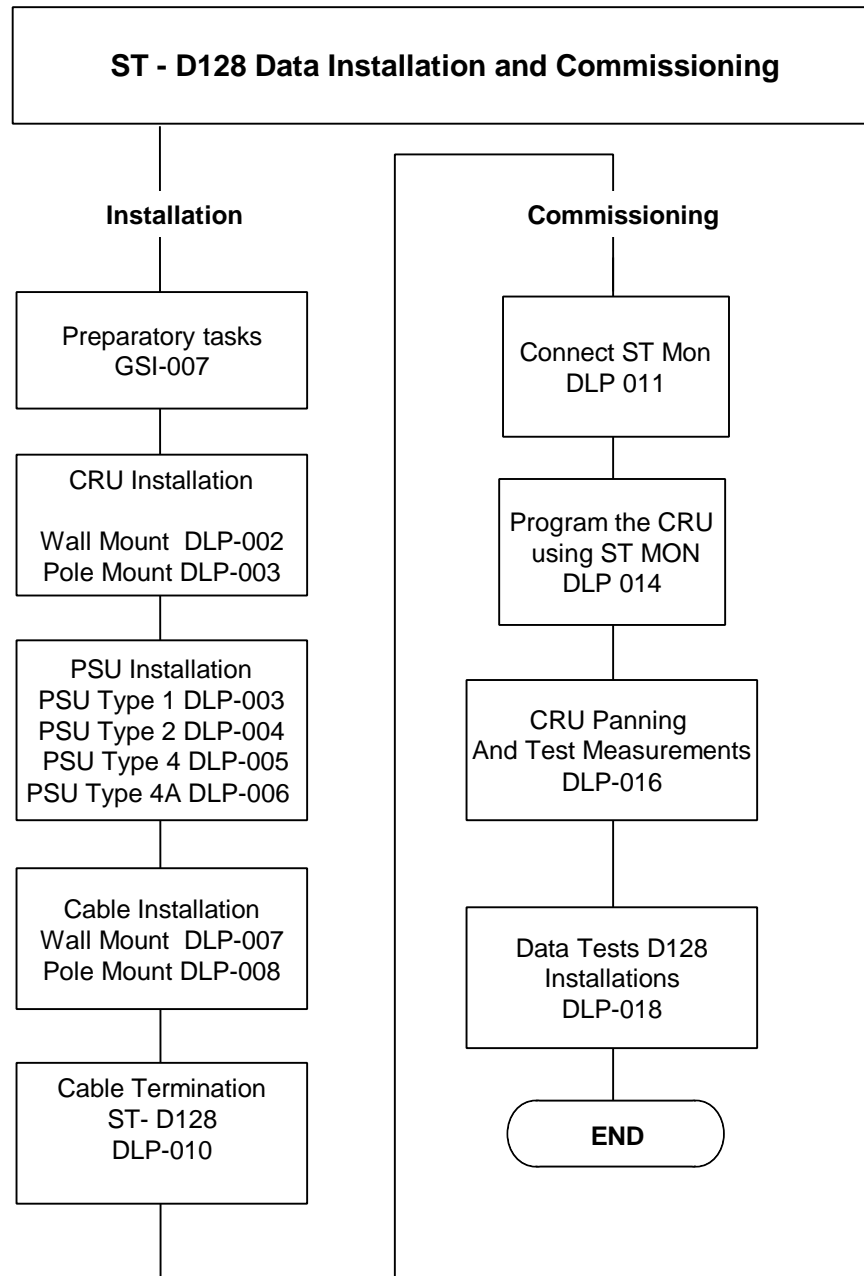 ST - D128 Data Installation and Commissioning
Installation
Preparatory tasks
GSI-007
CRU Installation
Wall Mount DLP-002
Pole Mount DLP-003
PSU Installation
PSU Type 1 DLP-003
PSU Type 2 DLP-004
PSU Type 4 DLP-005
PSU Type 4A DLP-006
Cable Installation
Wall Mount DLP-007
Pole Mount DLP-008
Cable Termination
ST- D128
DLP-010
Commissioning
Connect ST Mon
DLP 011
Program the CRU
using ST MON
DLP 014
CRU Panning
And Test Measurements
DLP-016
Data Tests D128
Installations
DLP-018
END